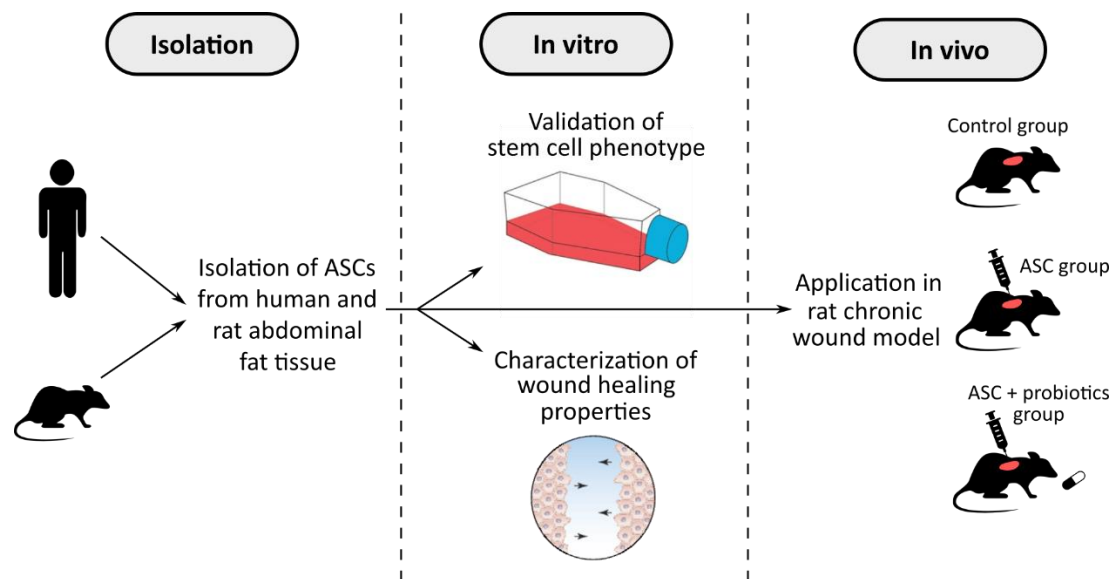 Isolation
In vitro
In vivo
Isolation of ASCs
from human and
rat abdominal
fat tissue
Validation of
stem cell phenotype
Characterization of
wound healing
properties
Application in
rat chronic
wound model
Control group
ASC group
ASC + probiotics
group